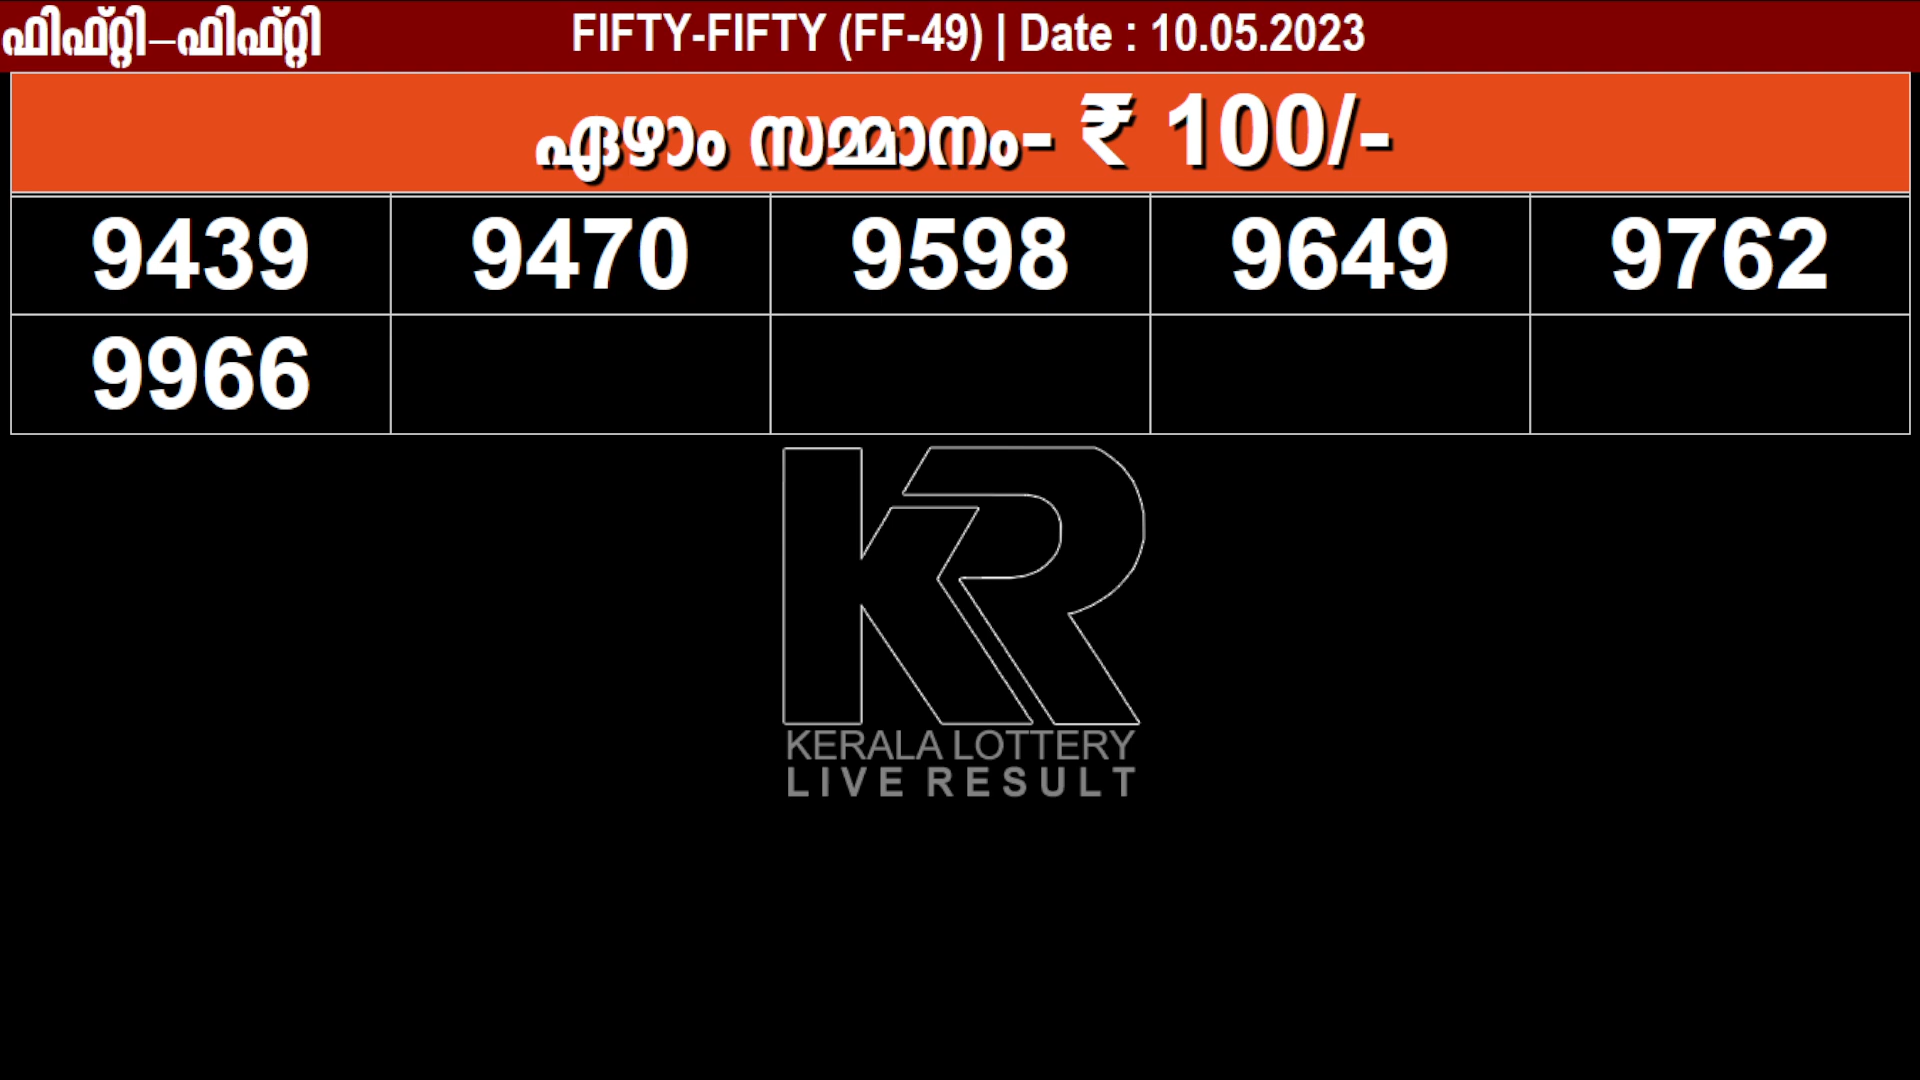 ഫിഫ്റ്റി–ഫിഫ്റ്റി FIFTY-FIFTY (FF-49) | Date : 10.05.2023
ഏഴാം സമ്മാനം- ₹ 100/-
9439 9470 9598 9649 9762
9966
KR
KERALA LOTTERY
LIVE RESULT